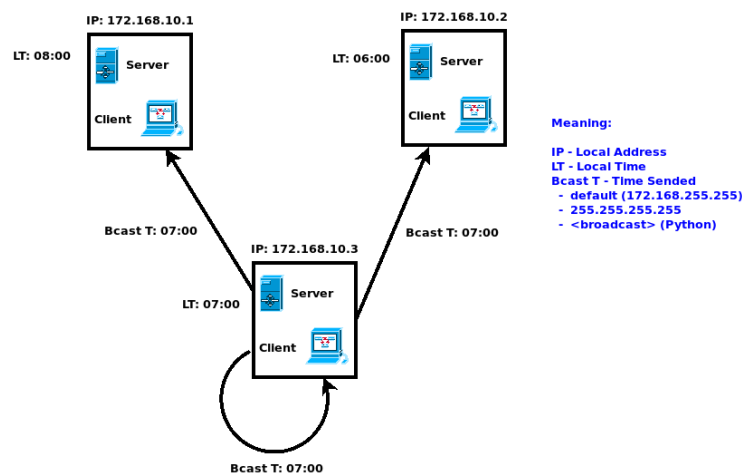 IP: 172.168.10.1
IP: 172.168.10.2
LT: 08:00
Server
Client
LT: 06:00
Server
Client
Meaning:
IP - Local Address
LT - Local Time
Bcast T - Time Sended
- default (172.168.255.255)
- 255.255.255.255
- <broadcast> (Python)
Bcast T: 07:00
Bcast T: 07:00
IP: 172.168.10.3
LT: 07:00
Server
Client
Bcast T: 07:00